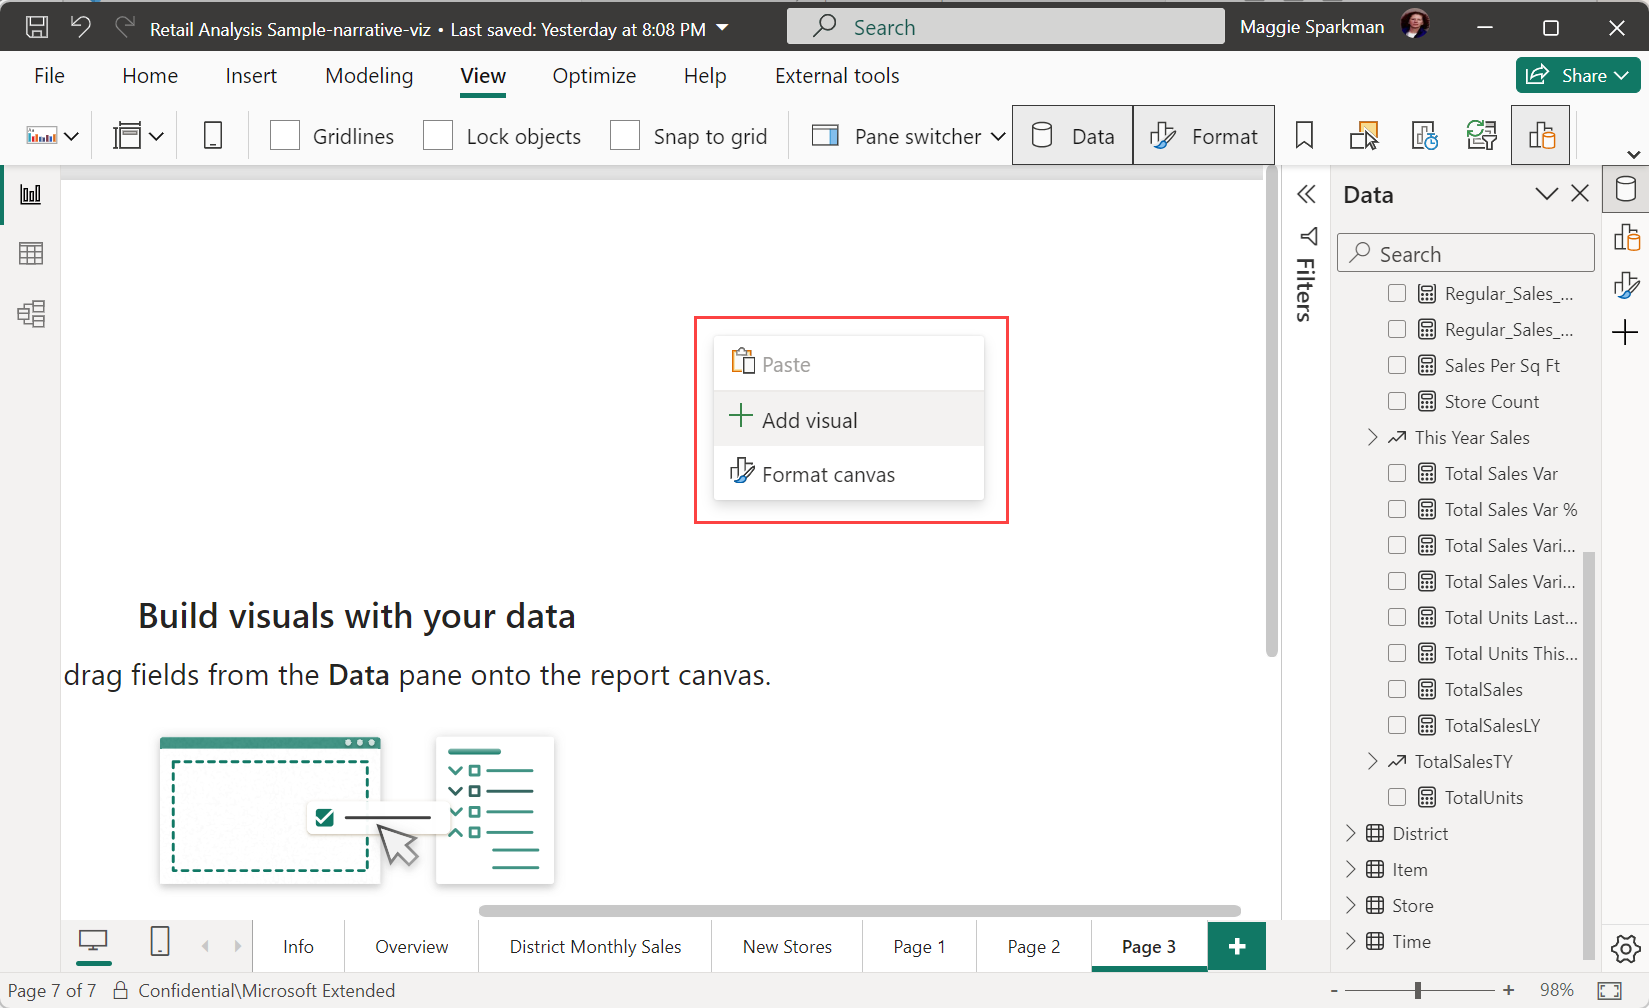 Retail Analysis Sample-narrative-viz • Last saved: Yesterday at 8:08 PM
Search
Maggie Sparkman
File Home Insert Modeling View Optimize Help External tools
Share
Gridlines Lock objects Snap to grid Pane switcher Data Format
Filters
Data
Search
Regular_Sales_...
Regular_Sales_...
Sales Per Sq Ft
Store Count
This Year Sales
Total Sales Var
Total Sales Var %
Total Sales Vari...
Total Sales Vari...
Total Units Last...
Total Units This...
TotalSales
TotalSalesLY
TotalSalesTY
TotalUnits
District
Item
Store
Time
Paste
Add visual
Format canvas
Build visuals with your data
drag fields from the Data pane onto the report canvas.
Info Overview District Monthly Sales New Stores Page 1 Page 2 Page 3
Page 7 of 7 Confidential\Microsoft Extended
- + 98%